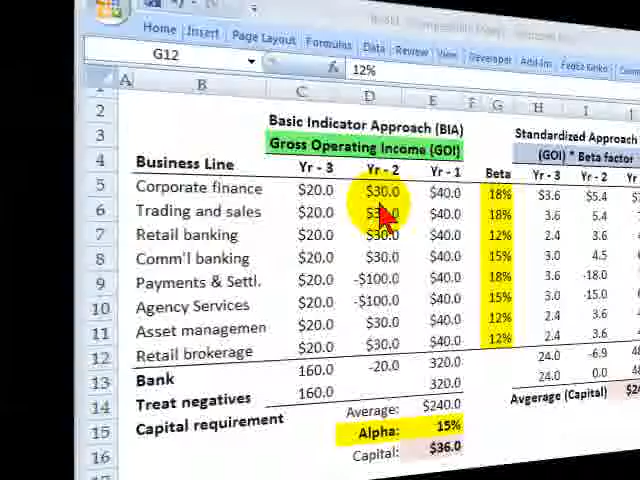 Home Insert Page Layout Formulas Data Review View Developer Add-Ins FedEx Kinko
G12 fx 12%
A B C D E F G H I
2 Basic Indicator Approach (BIA) Standardized Approach
3 Gross Operating Income (GOI) (GOI) * Beta factor
4 Business Line Yr - 3 Yr - 2 Yr - 1 Beta Yr - 3 Yr - 2
5 Corporate finance $20.0 $30.0 $40.0 18% $3.6 $5.4
6 Trading and sales $20.0 $40.0 18% 3.6 5.4
7 Retail banking $20.0 $30.0 $40.0 12% 2.4 3.6
8 Comm'l banking $20.0 $30.0 $40.0 15% 3.0 4.5
9 Payments & Settl. $20.0 -$100.0 $40.0 18% 3.6 -18.0
10 Agency Services $20.0 -$100.0 $40.0 15% 3.0 -15.0
11 Asset managemen $20.0 $30.0 $40.0 12% 2.4 3.6
12 Retail brokerage $20.0 $30.0 $40.0 12% 2.4 3.6
13 Bank 160.0 -20.0 320.0 24.0 -6.9
14 Treat negatives 160.0 320.0 24.0 0.0
15 Capital requirement Average: $240.0 Avgerage (Capital)
Alpha: 15%
16 Capital: $36.0